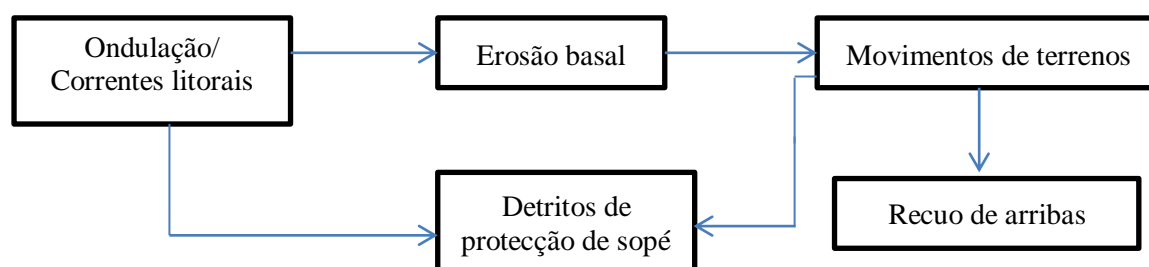 Ondulação/
Correntes litorais
Erosão basal
Movimentos de terrenos
Detritos de
protecção de sopé
Recuo de arribas